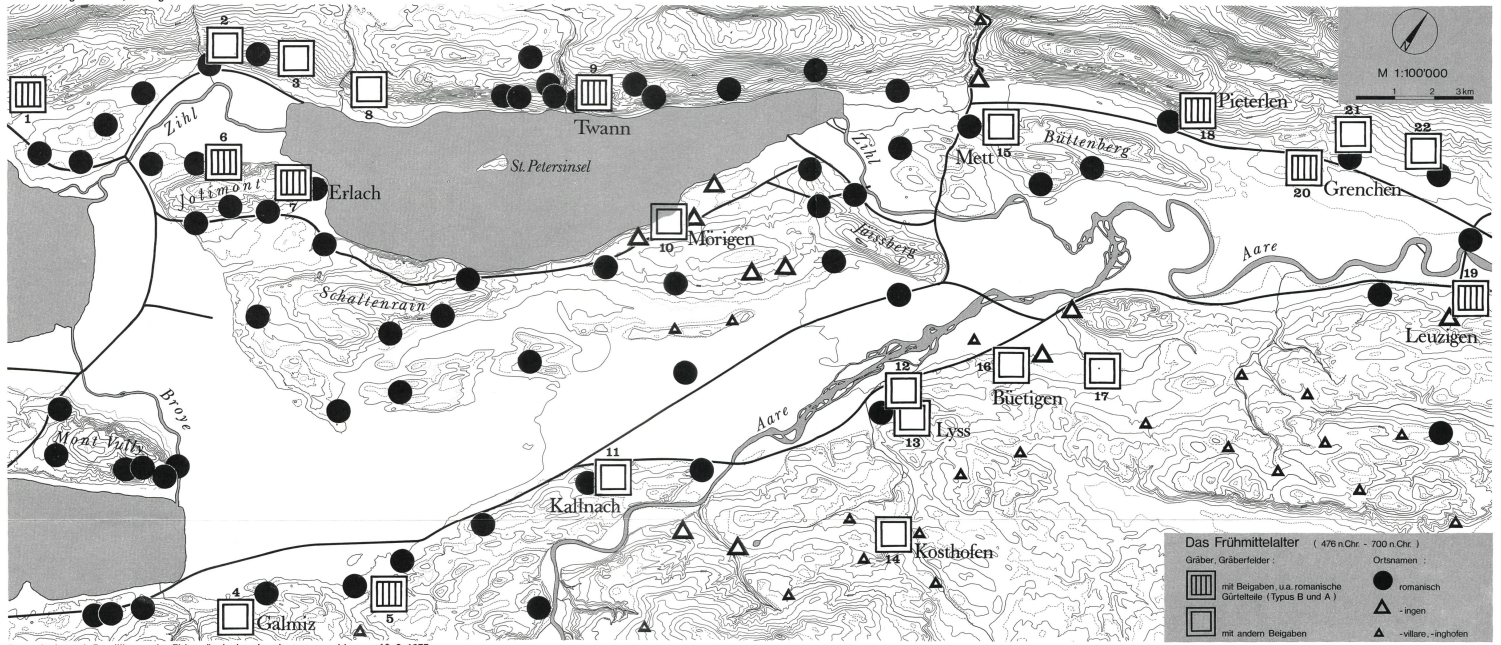 2
3
8
9
1
6
7
4
5
10
11
12
13
14
15
16
17
18
19
20
21
22
Zihl
Jolimont
Erlach
Twann
St. Petersinsel
Zihl
Mett
Büttenberg
Pieterlen
Grenchen
Mörigen
Jäissberg
Aare
Schaltenrain
Leuzigen
Büetigen
Lyss
Aare
Broye
Mont Vully
Kallnach
Kosthofen
Galmiz
M 1:100'000
1 2 3 km
Das Frühmittelalter ( 476 n.Chr. - 700 n.Chr. )
Gräber, Gräberfelder : Ortsnamen :
mit Beigaben, u.a. romanische
Gürtelteile ( Typus B und A )
mit andern Beigaben
romanisch
- ingen
-villare, -inghofen